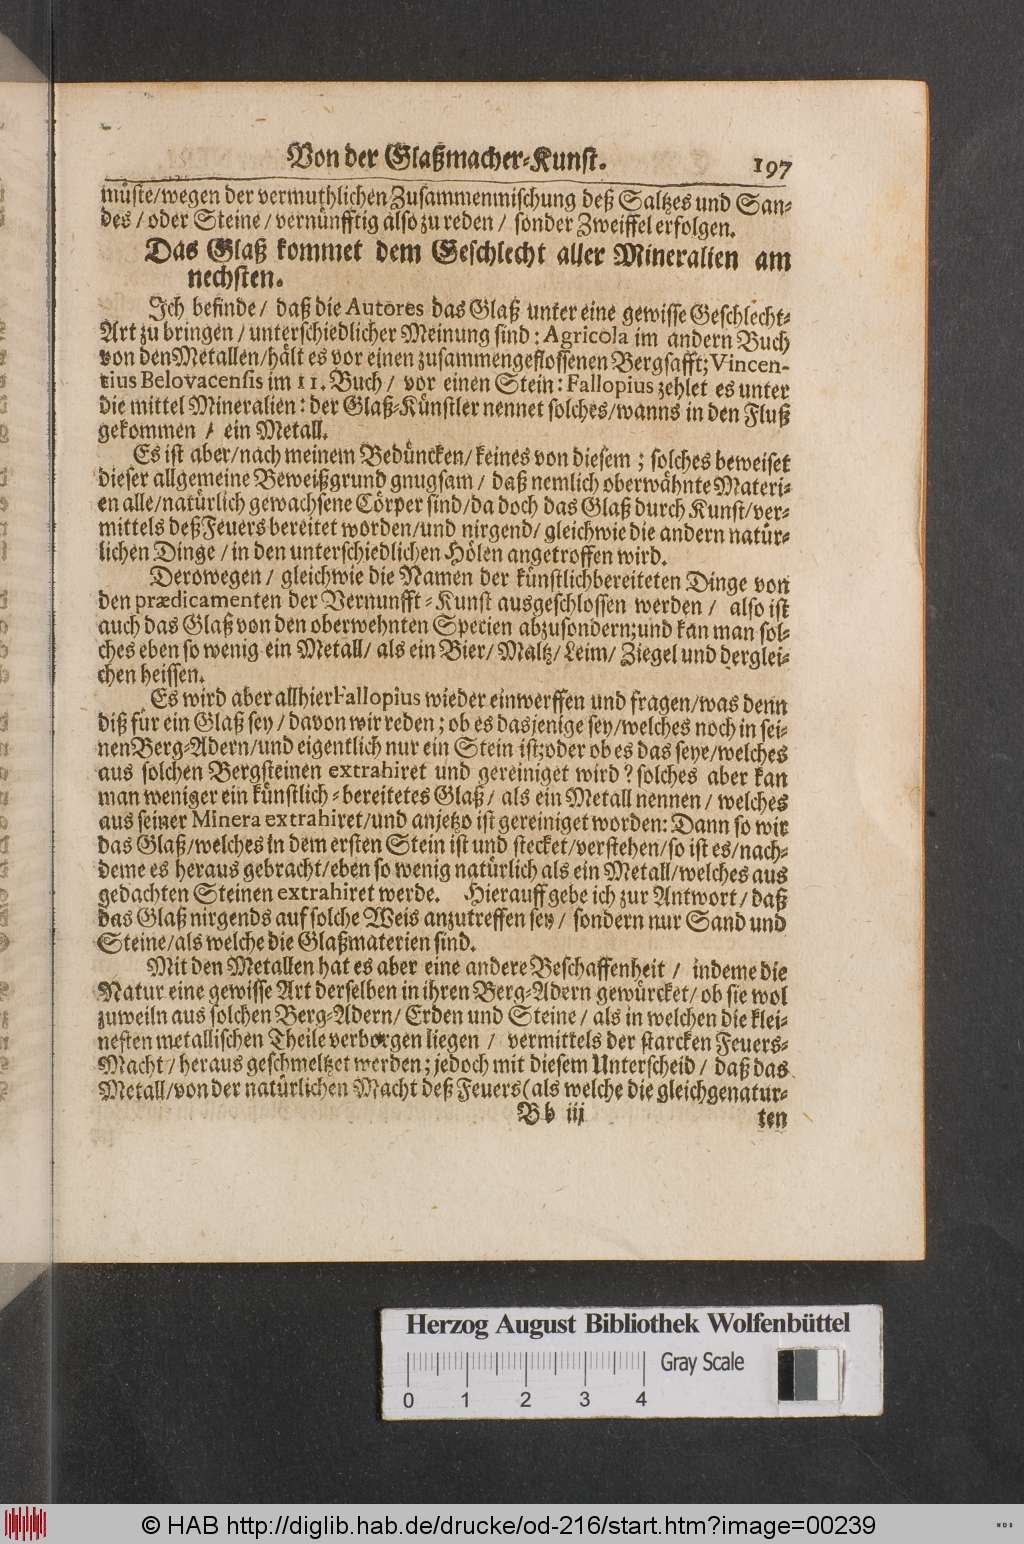 Von der Glaßmacher-Kunst. 197
müste/wegen der vermuthlichen Zusammenmischung deß Saltzes und San-
des / oder Steine / vernünfftig also zu reden / sonder Zweiffel erfolgen.
Das Glaß kommet dem Geschlecht aller Mineralien am
nechsten.
Ich befinde / daß die Autores das Glaß unter eine gewisse Geschlecht-
Art zu bringen / unterschiedlicher Meinung sind: Agricola im andern Buch
von den Metallen/hält es vor einen zusammengeflossenen Bergsafft; Vincen-
tius Belovacensis im 11. Buch / vor einen Stein: Fallopius zehlet es unter
die mittel Mineralien: der Glaß-Künstler nennet solches/wanns in den Fluß
gekommen / ein Metall.
Es ist aber/nach meinem Bedüncken/keines von diesem ; solches beweiset
dieser allgemeine Beweißgrund gnugsam / daß nemlich oberwähnte Materi-
en alle/natürlich gewachsene Cörper sind/da doch das Glaß durch Kunst/ver-
mittels deß Feuers bereitet worden/und nirgend/gleichwie die andern natür-
lichen Dinge / in den unterschiedlichen Hölen angetroffen wird.
Derowegen / gleichwie die Namen der künstlichbereiteten Dinge von
den prædicamenten der Vernunfft-Kunst ausgeschlossen werden / also ist
auch das Glaß von den oberwehnten Specien abzusondern;und kan man sol-
ches eben so wenig ein Metall/ als ein Bier/ Maltz/ Leim/ Ziegel und derglei-
chen heissen.
Es wird aber allhier Fallopius wieder einwerffen und fragen/was denn
diß für ein Glaß sey / davon wir reden ; ob es dasjenige sey/welches noch in sei-
nen Berg-Adern/und eigentlich nur ein Stein ist;oder ob es das seye/welches
aus solchen Bergsteinen extrahiret und gereiniget wird? solches aber kan
man weniger ein künstlich-bereitetes Glaß / als ein Metall nennen / welches
aus seiner Minera extrahiret/und anjetzo ist gereiniget worden: Dann so wir
das Glaß/welches in dem ersten Stein ist und stecket/verstehen/so ist es/nach-
deme es heraus gebracht/eben so wenig natürlich als ein Metall/welches aus
gedachten Steinen extrahiret werde. Hierauff gebe ich zur Antwort / daß
das Glaß nirgends auf solche Weis anzutreffen sey / sondern nur Sand und
Steine/als welche die Glaßmaterien sind.
Mit den Metallen hat es aber eine andere Beschaffenheit / indeme die
Natur eine gewisse Art derselben in ihren Berg-Adern gewürcket/ ob sie wol
zuweiln aus solchen Berg-Adern/ Erden und Steine / als in welchen die klei-
nesten metallischen Theile verborgen liegen / vermittels der starcken Feuers-
Macht / heraus geschmeltzet werden; jedoch mit diesem Unterscheid / daß das
Metall/von der natürlichen Macht deß Feuers (als welche die gleichgenatur-
Bb iij ten
Herzog August Bibliothek Wolfenbüttel
Gray Scale
0 1 2 3 4
© HAB http://diglib.hab.de/drucke/od-216/start.htm?image=00239